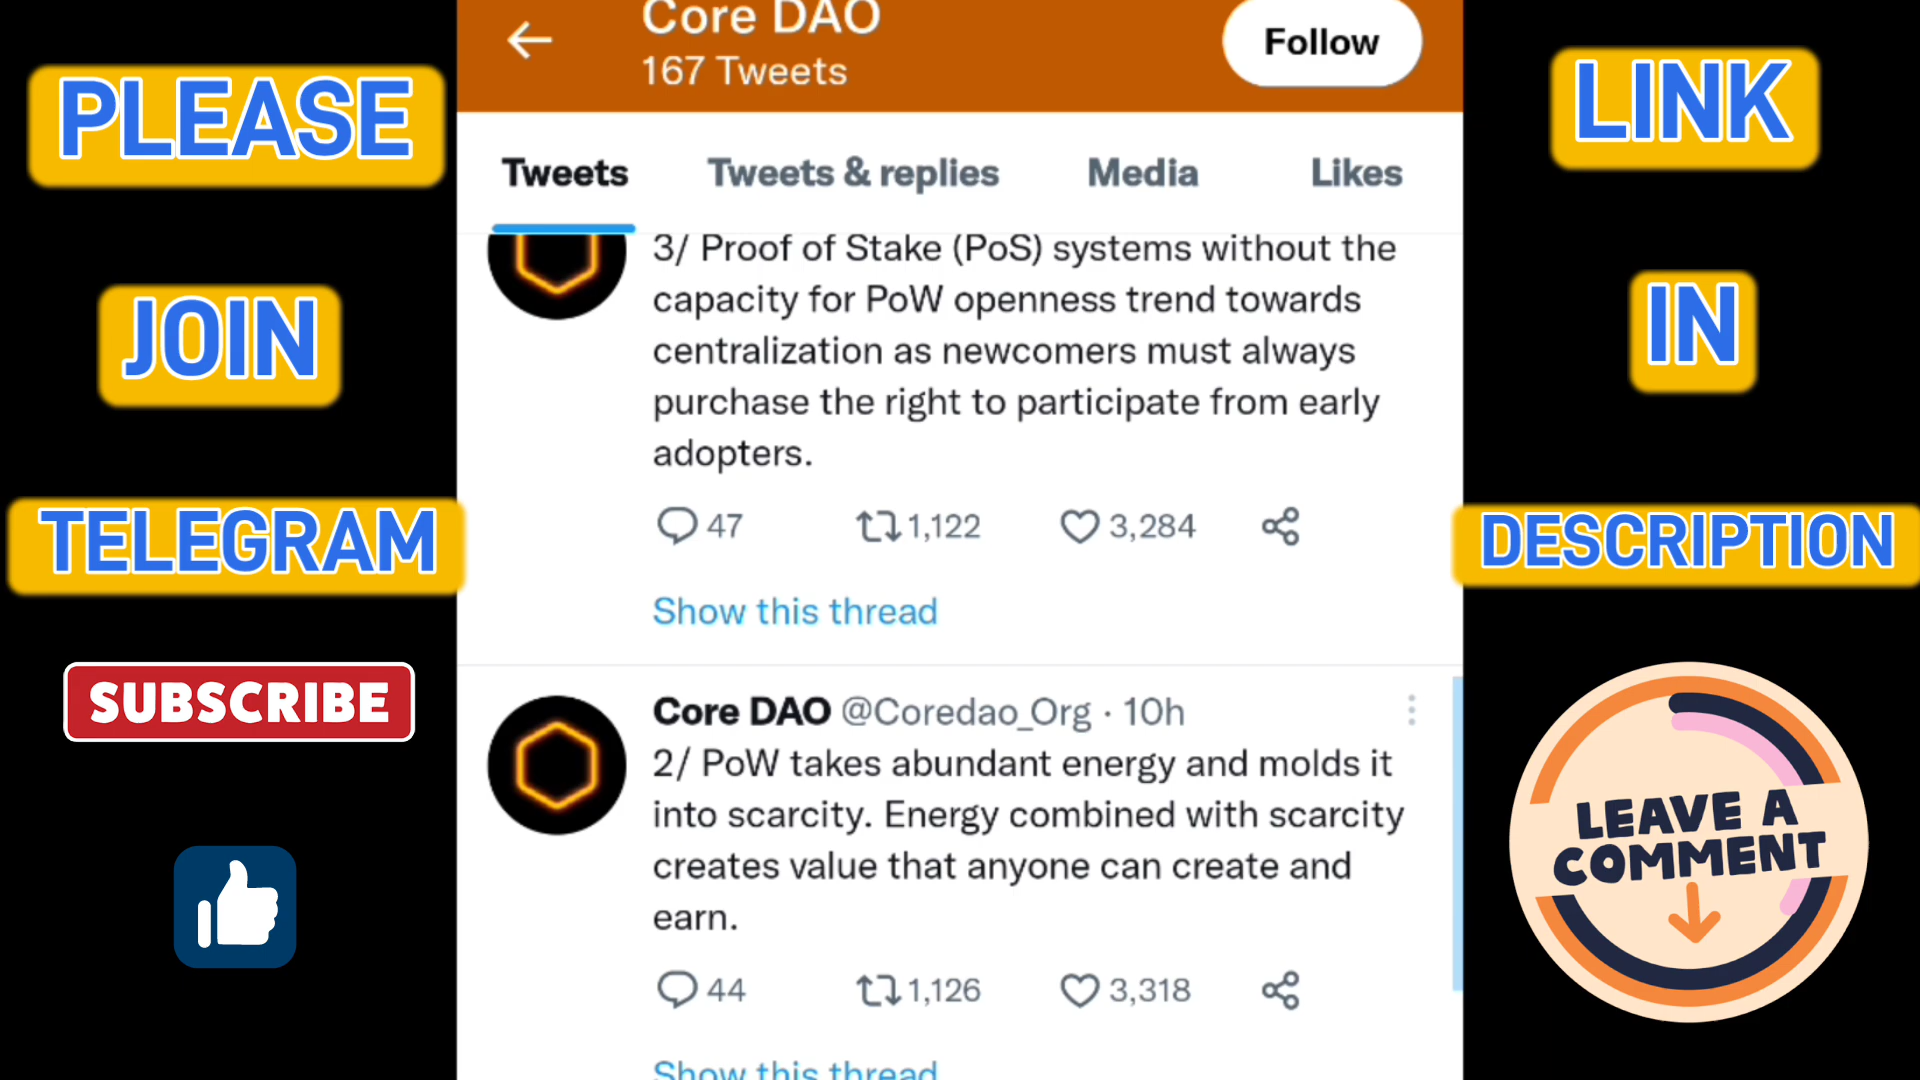 PLEASE
JOIN
TELEGRAM
SUBSCRIBE
Core DAO
167 Tweets
Follow
Tweets Tweets & replies Media Likes
3/ Proof of Stake (PoS) systems without the
capacity for PoW openness trend towards
centralization as newcomers must always
purchase the right to participate from early
adopters.
47 1,122 3,284
Show this thread
Core DAO @Coredao_Org · 10h
2/ PoW takes abundant energy and molds it
into scarcity. Energy combined with scarcity
creates value that anyone can create and
earn.
44 1,126 3,318
Show this thread
LINK
IN
DESCRIPTION
LEAVE A
COMMENT